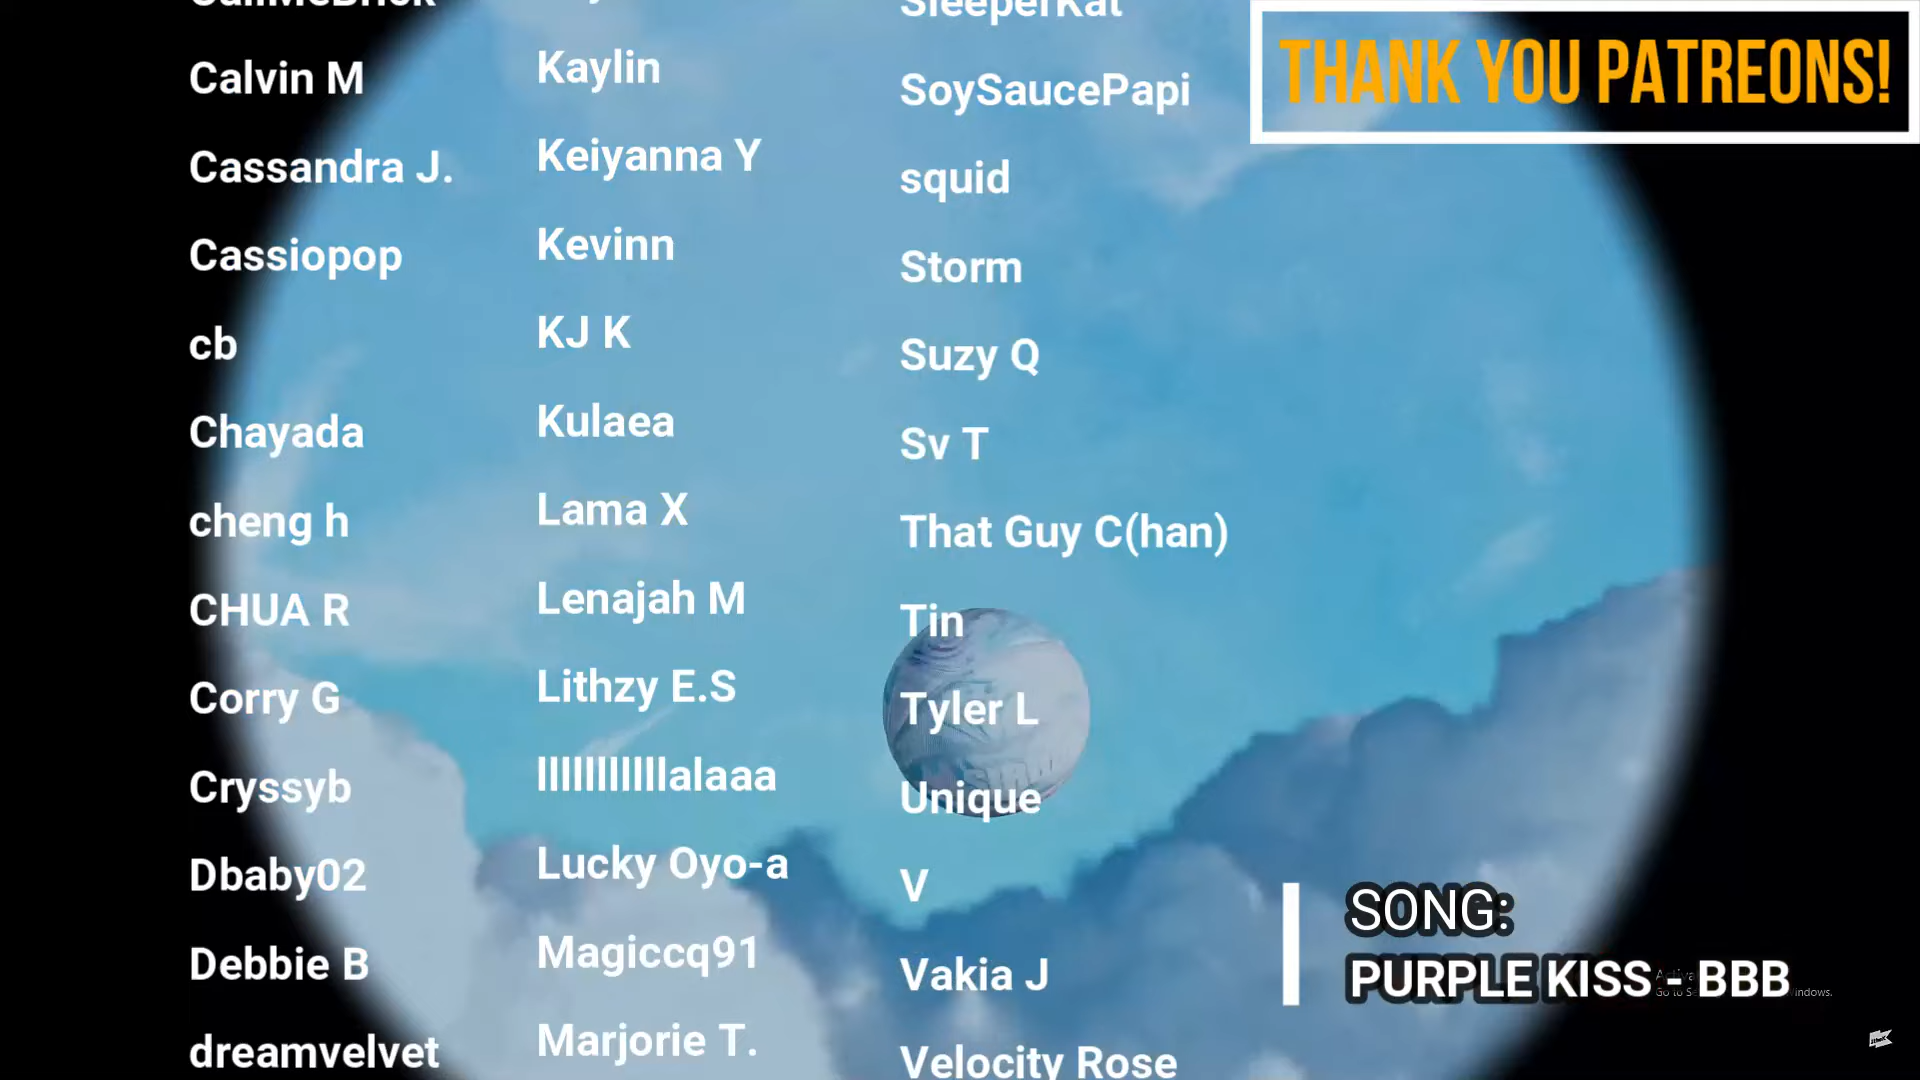 CallMeBrick
Calvin M
Cassandra J.
Cassiopop
cb
Chayada
cheng h
CHUA R
Corry G
Cryssyb
Dbaby02
Debbie B
dreamvelvet
Kaylin
Keiyanna Y
Kevinn
KJ K
Kulaea
Lama X
Lenajah M
Lithzy E.S
lllllllllllalaaa
Lucky Oyo-a
Magiccq91
Marjorie T.
SleeperKat
SoySaucePapi
squid
Storm
Suzy Q
Sv T
That Guy C(han)
Tin
Tyler L
Unique
V
Vakia J
Velocity Rose
THANK YOU PATREONS!
SONG:
PURPLE KISS - BBB